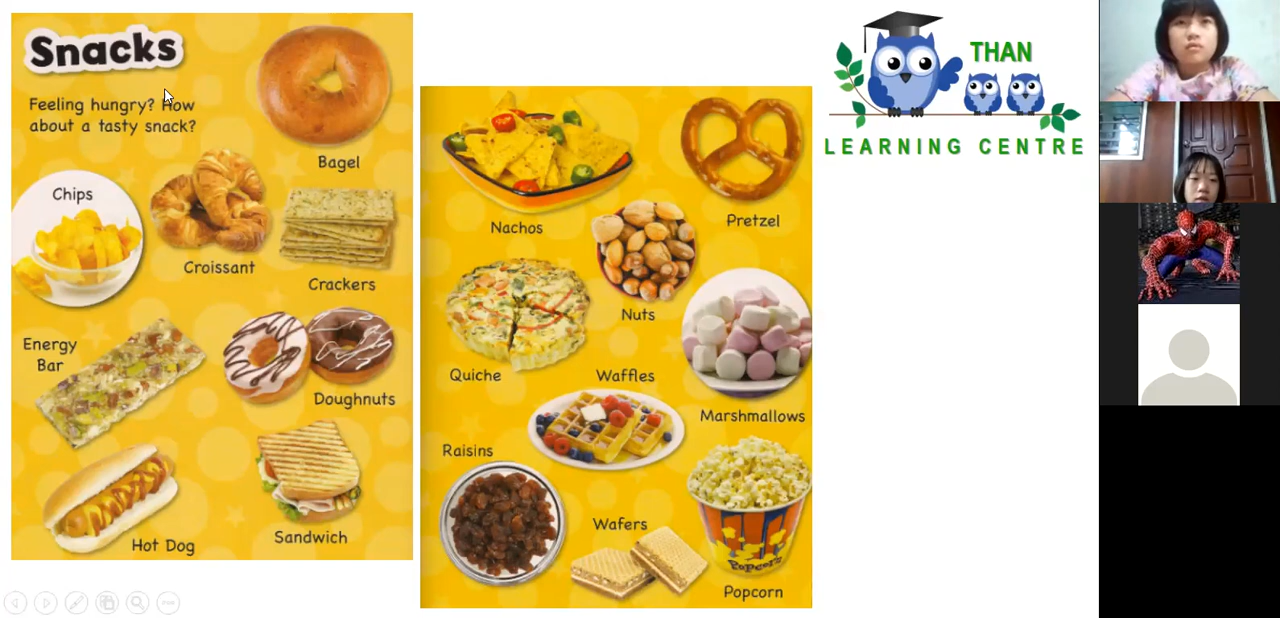 Snacks
Feeling hungry? How
about a tasty snack?
Bagel
Chips
Croissant
Crackers
Energy
Bar
Doughnuts
Hot Dog
Sandwich
Nachos
Pretzel
Nuts
Quiche
Waffles
Marshmallows
Raisins
Wafers
Popcorn
Popcorn
THAN
LEARNING CENTRE